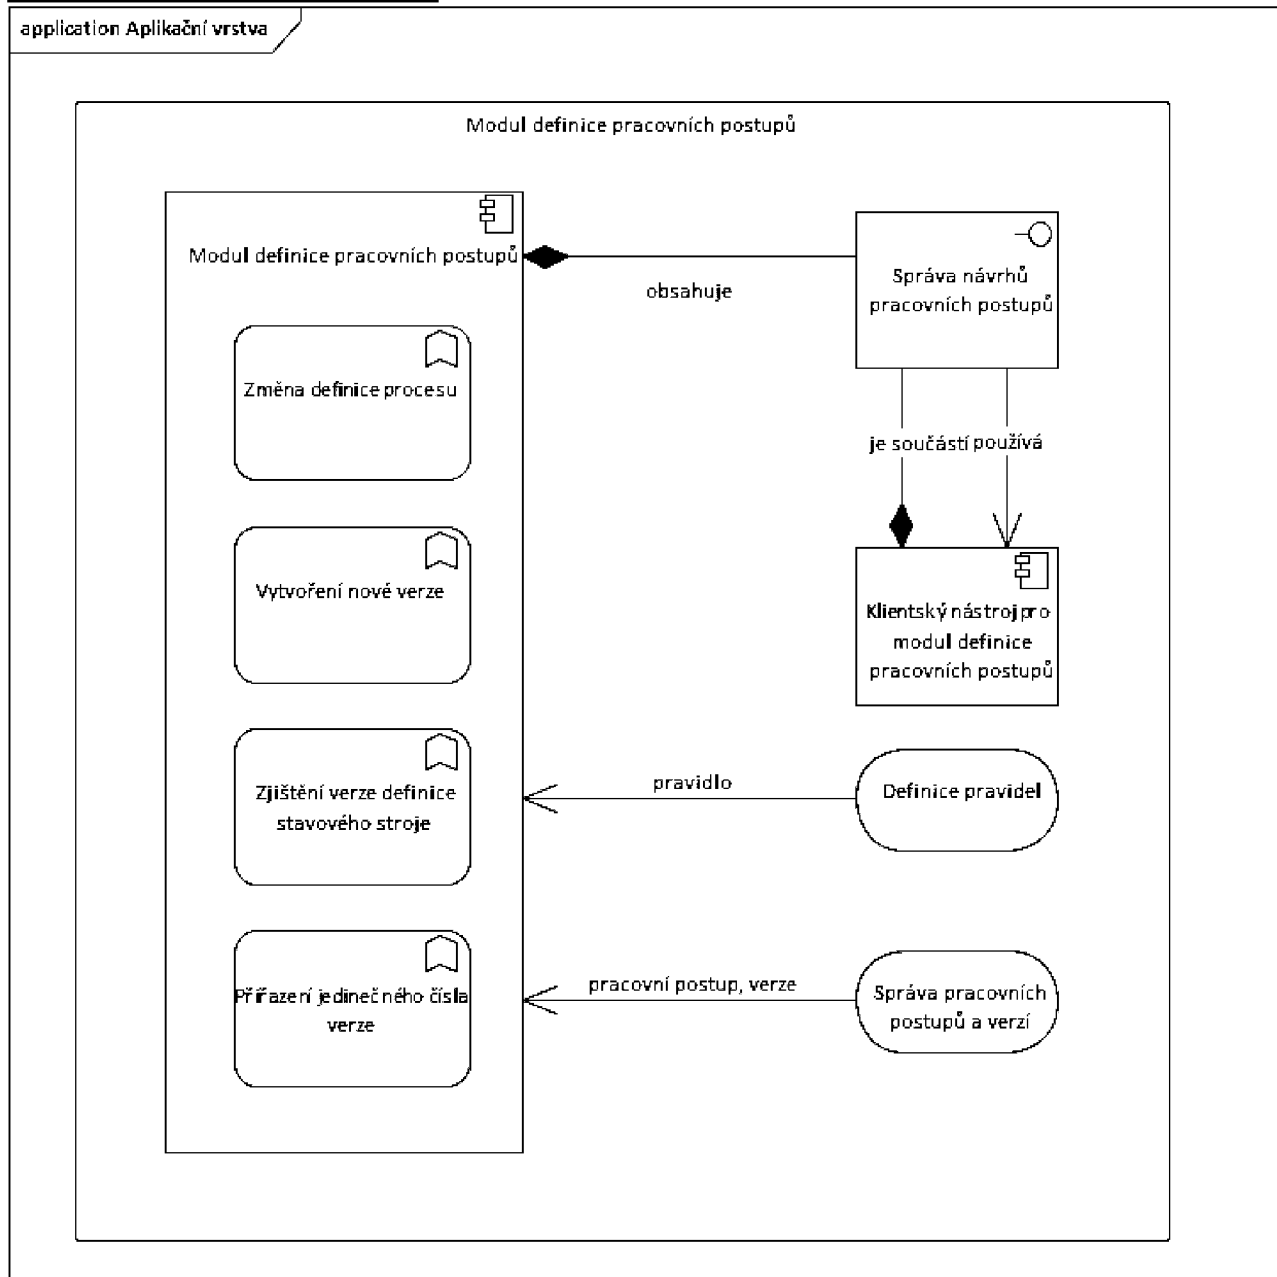 application Aplikační vrstva
Modul definice pracovních postupů
Modul definice pracovních postupů
obsahuje
Správa návrhů
pracovních postupů
Změna definice procesu
je součástí
používá
Vytvoření nové verze
Klientský nástroj pro
modul definice
pracovních postupů
Zjištění verze definice
stavového stroje
pravidlo
Definice pravidel
Přiřazení jedinečného čísla
verze
pracovní postup, verze
Správa pracovních
postupů a verzí